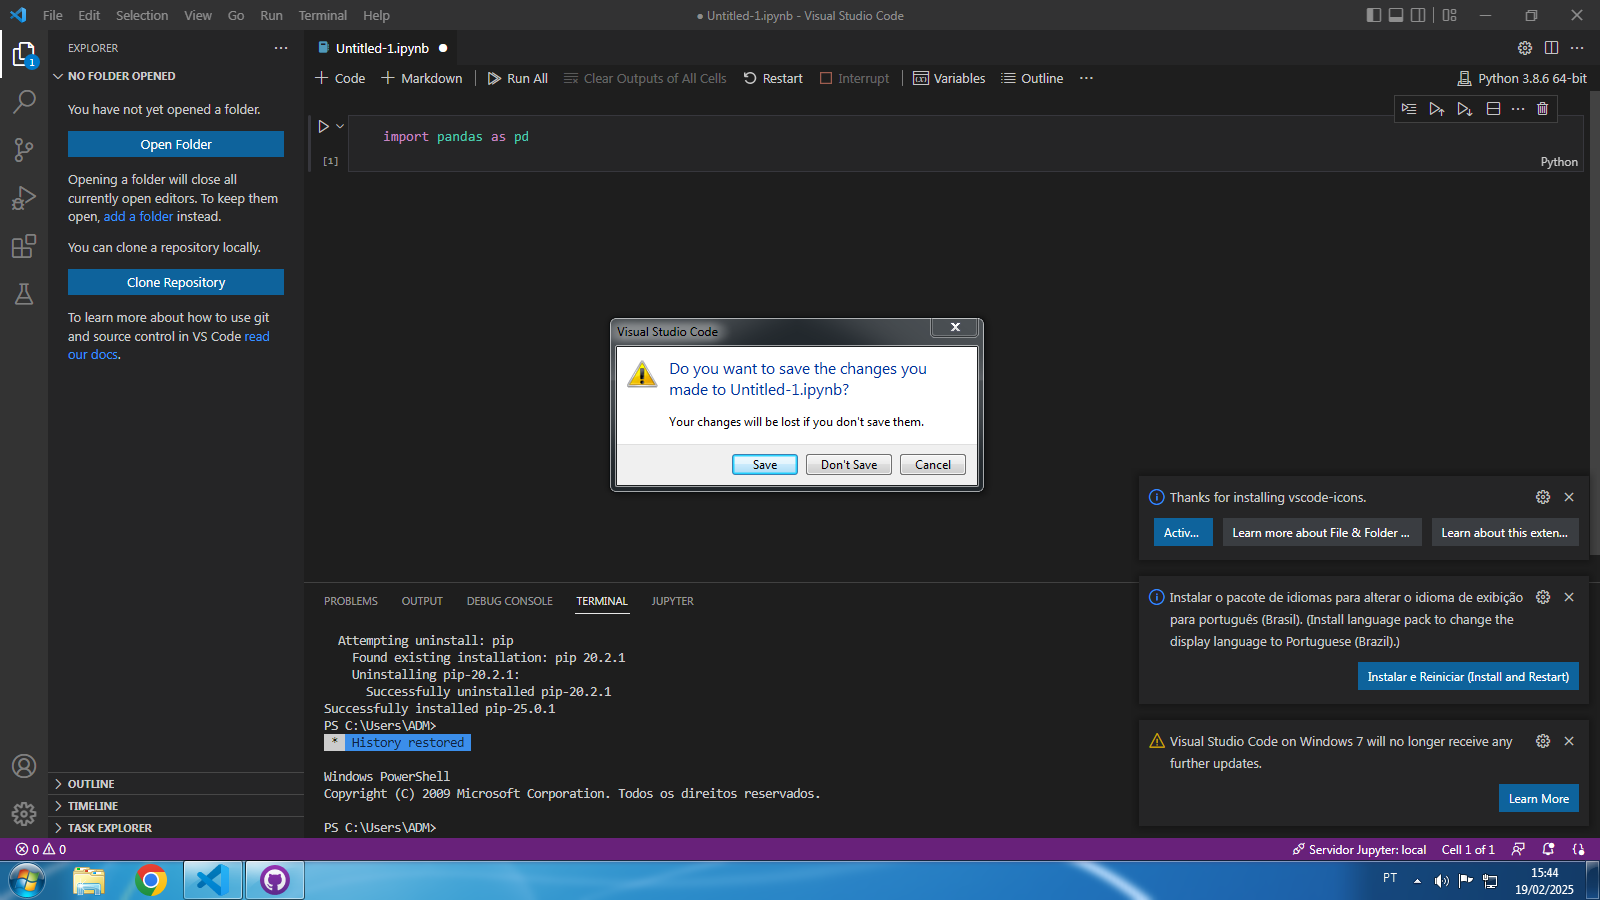 File Edit Selection View Go Run Terminal Help
● Untitled-1.ipynb - Visual Studio Code
EXPLORER
NO FOLDER OPENED
You have not yet opened a folder.
Open Folder
Opening a folder will close all
currently open editors. To keep them
open, add a folder instead.
You can clone a repository locally.
Clone Repository
To learn more about how to use git
and source control in VS Code read
our docs.
OUTLINE
TIMELINE
TASK EXPLORER
1
Untitled-1.ipynb
+ Code + Markdown Run All Clear Outputs of All Cells Restart Interrupt Variables Outline ...
Python 3.8.6 64-bit
import pandas as pd
[1]
Python
Visual Studio Code
Do you want to save the changes you
made to Untitled-1.ipynb?
Your changes will be lost if you don't save them.
Save Don't Save Cancel
PROBLEMS OUTPUT DEBUG CONSOLE TERMINAL JUPYTER
Attempting uninstall: pip
Found existing installation: pip 20.2.1
Uninstalling pip-20.2.1:
Successfully uninstalled pip-20.2.1
Successfully installed pip-25.0.1
PS C:\Users\ADM>
* History restored
Windows PowerShell
Copyright (C) 2009 Microsoft Corporation. Todos os direitos reservados.
PS C:\Users\ADM>
Thanks for installing vscode-icons.
Activ... Learn more about File & Folder ... Learn about this exten...
Instalar o pacote de idiomas para alterar o idioma de exibição
para português (Brasil). (Install language pack to change the
display language to Portuguese (Brazil).)
Instalar e Reiniciar (Install and Restart)
Visual Studio Code on Windows 7 will no longer receive any
further updates.
Learn More
0 0
Servidor Jupyter: local Cell 1 of 1
PT
15:44
19/02/2025